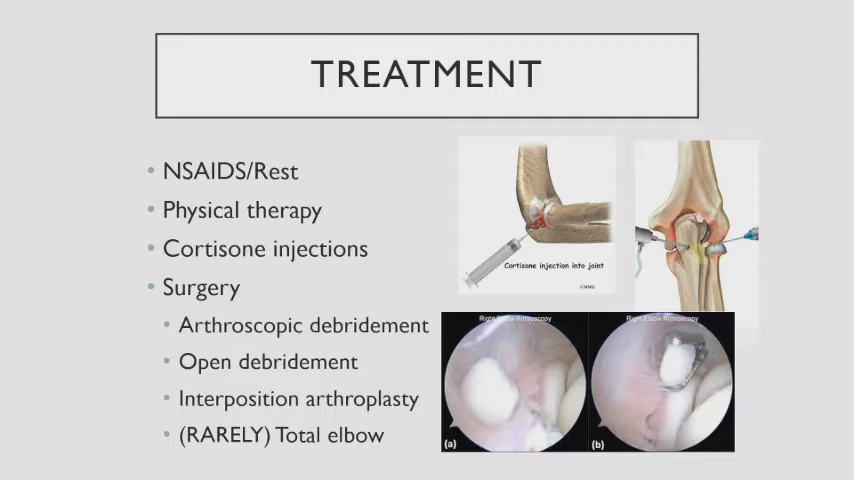 TREATMENT
NSAIDS/Rest
Physical therapy
Cortisone injections
Surgery
Arthroscopic debridement
Open debridement
Interposition arthroplasty
(RARELY) Total elbow
Cortisone injection into joint
©MMG
Right Elbow Arthroscopy
Right Elbow Arthroscopy
(a)
(b)